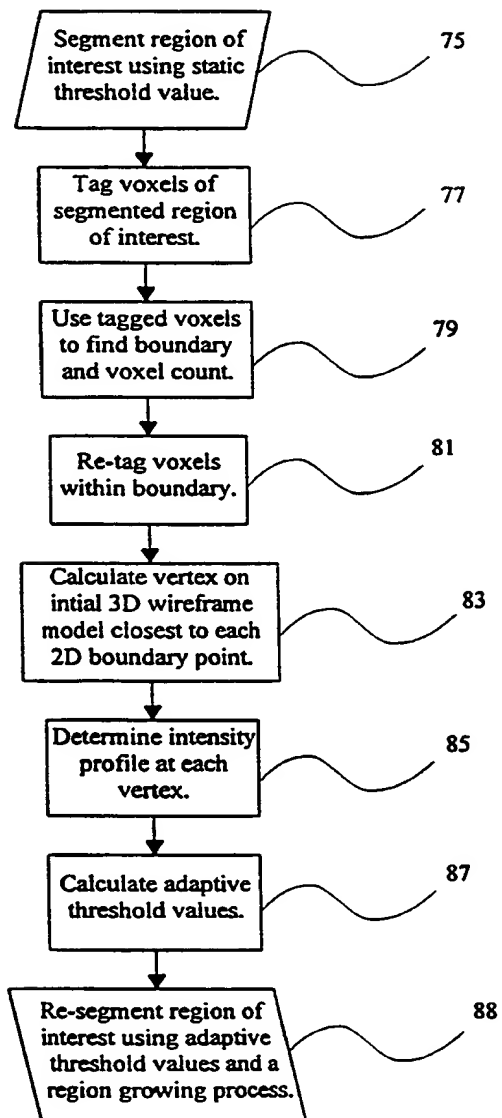 Segment region of
interest using static
threshold value.
75
Tag voxels of
segmented region
of interest.
77
Use tagged voxels
to find boundary
and voxel count.
79
Re-tag voxels
within boundary.
81
Calculate vertex on
intial 3D wireframe
model closest to each
2D boundary point.
83
Determine intensity
profile at each
vertex.
85
Calculate adaptive
threshold values.
87
Re-segment region of
interest using adaptive
threshold values and a
region growing process.
88